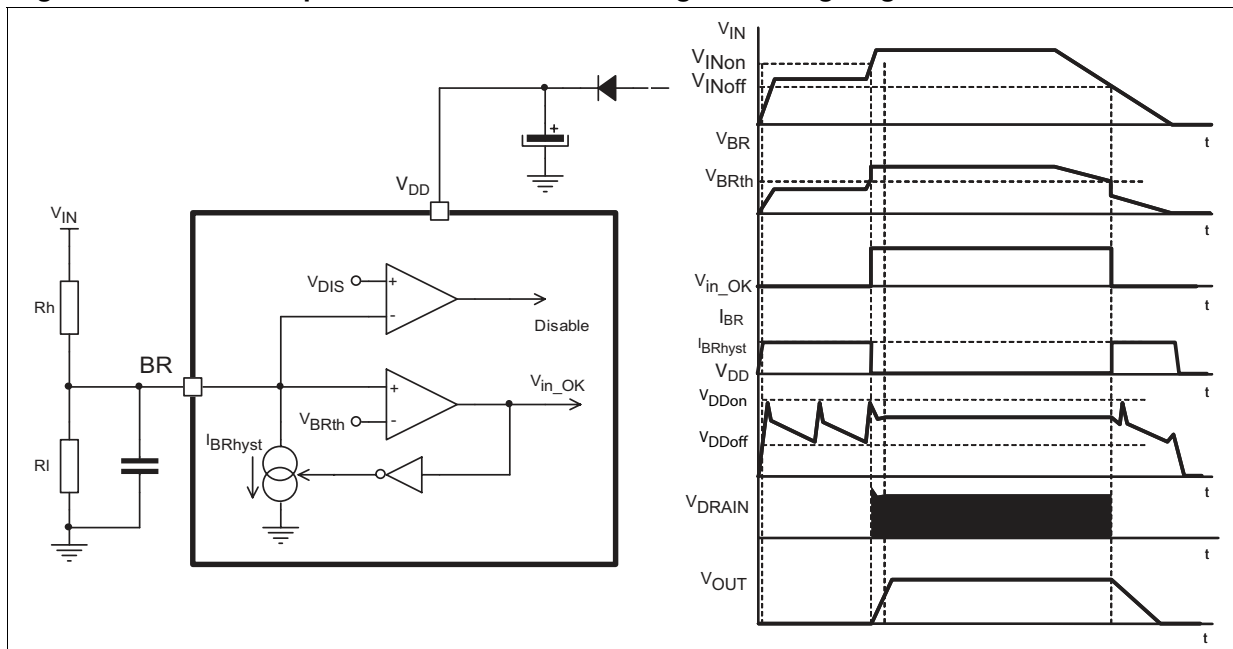 VDD
VIN
Rh
VDIS
+
-
Disable
BR
+
-
Vin_OK
VBRth
IBRhyst
Rl
+
VIN
VINon
VINoff
t
VBR
VBRth
t
Vin_OK
t
IBR
IBRhyst
VDD
t
VDDon
VDDoff
t
VDRAIN
t
VOUT
t